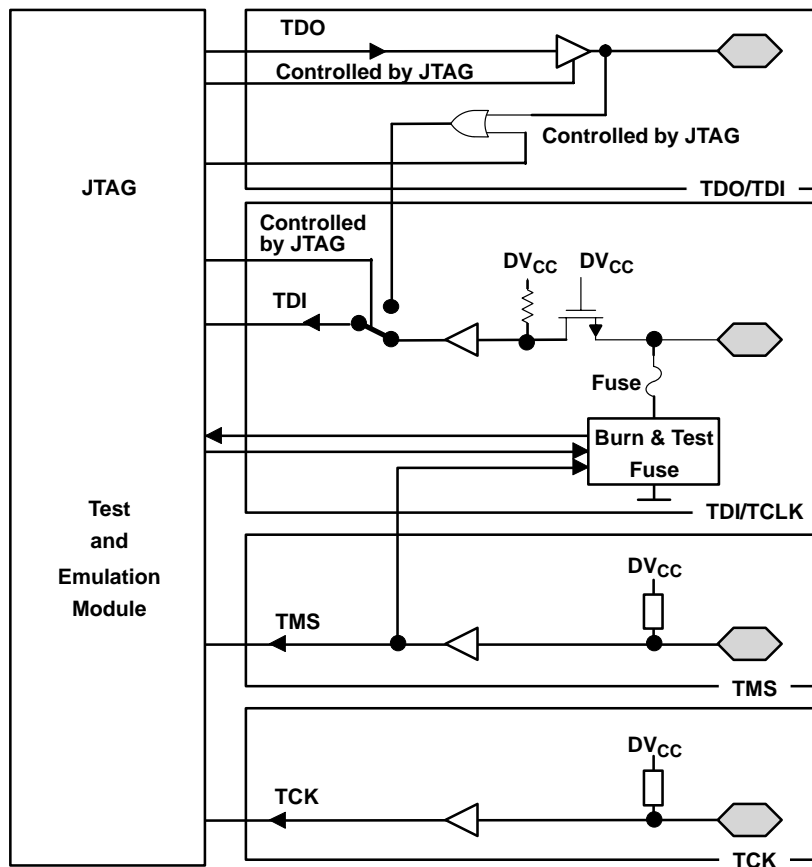 TDO
Controlled by JTAG
Controlled by JTAG
JTAG
TDO/TDI
Controlled
by JTAG
DVCC
DVCC
TDI
Fuse
Burn & Test
Fuse
TDI/TCLK
Test
and
Emulation
Module
DVCC
TMS
TMS
DVCC
TCK
TCK